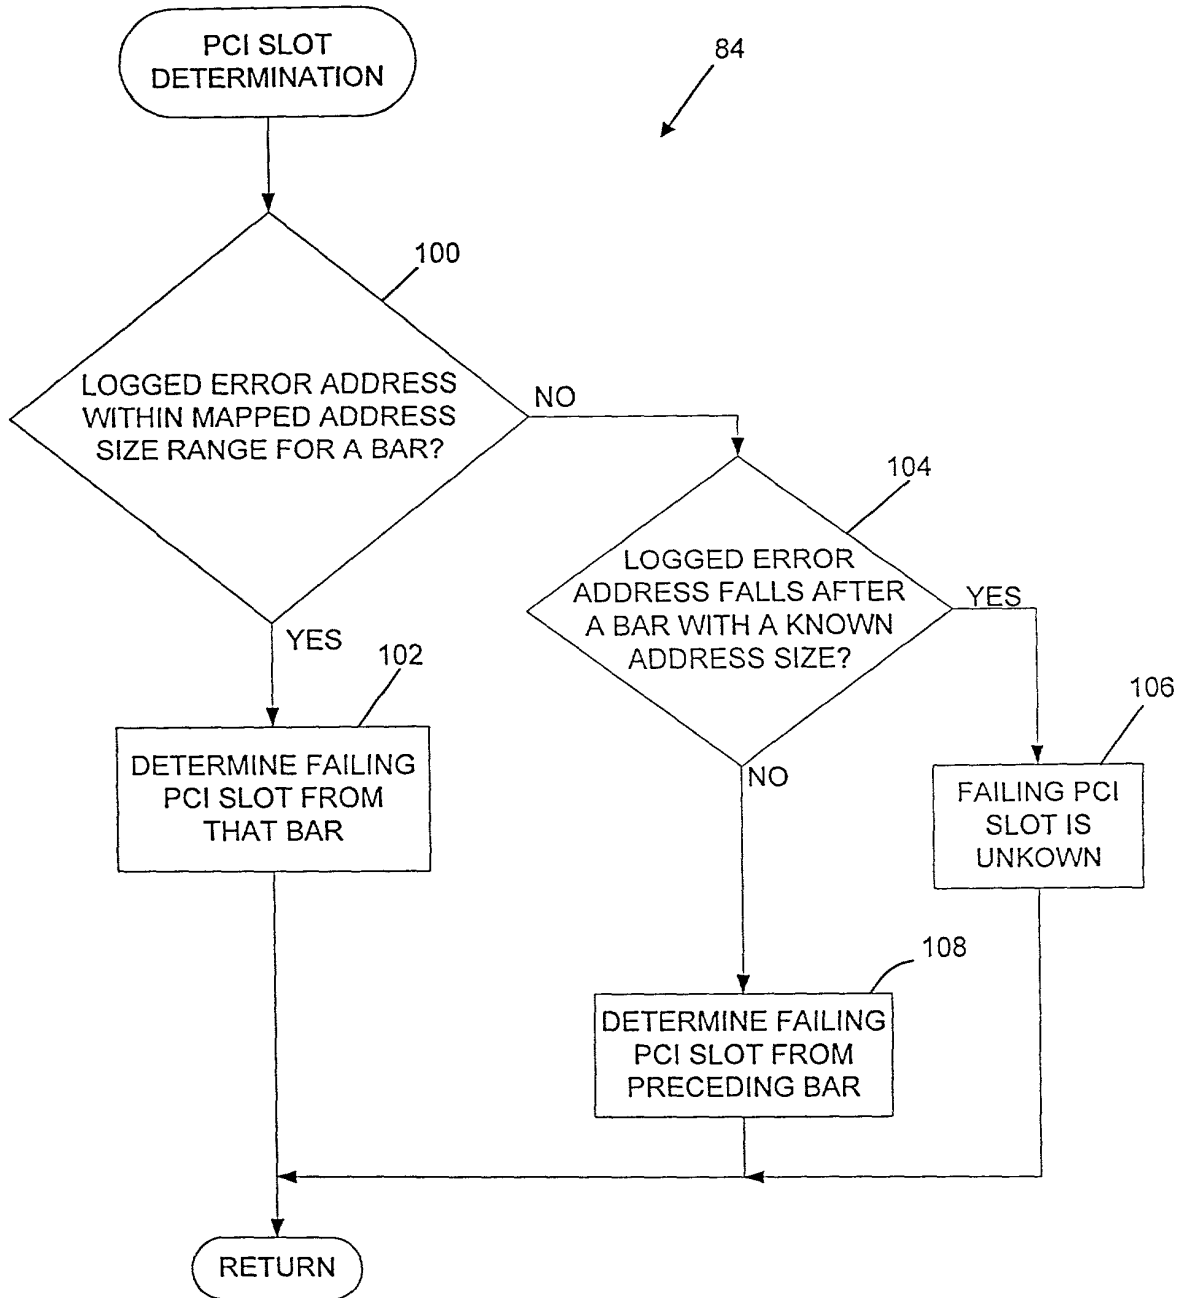 PCI SLOT
DETERMINATION
84
100
LOGGED ERROR ADDRESS
WITHIN MAPPED ADDRESS
SIZE RANGE FOR A BAR?
NO
YES
104
LOGGED ERROR
ADDRESS FALLS AFTER
A BAR WITH A KNOWN
ADDRESS SIZE?
YES
NO
102
DETERMINE FAILING
PCI SLOT FROM
THAT BAR
106
FAILING PCI
SLOT IS
UNKOWN
108
DETERMINE FAILING
PCI SLOT FROM
PRECEDING BAR
RETURN